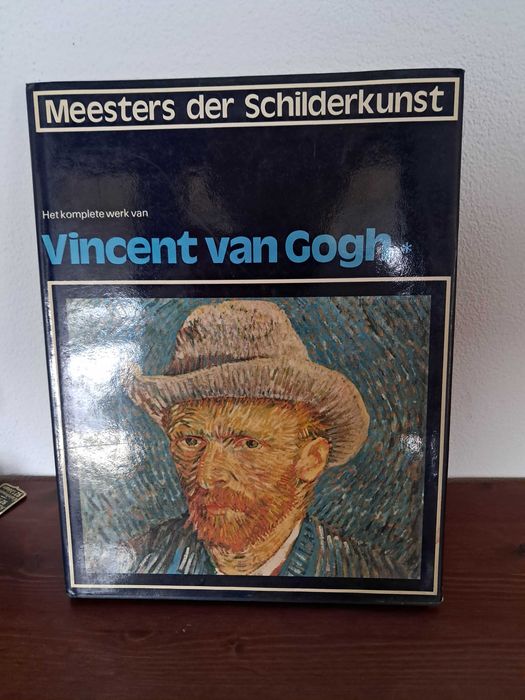 Meesters der Schilderkunst
Het komplete werk van
Vincent van Gogh *